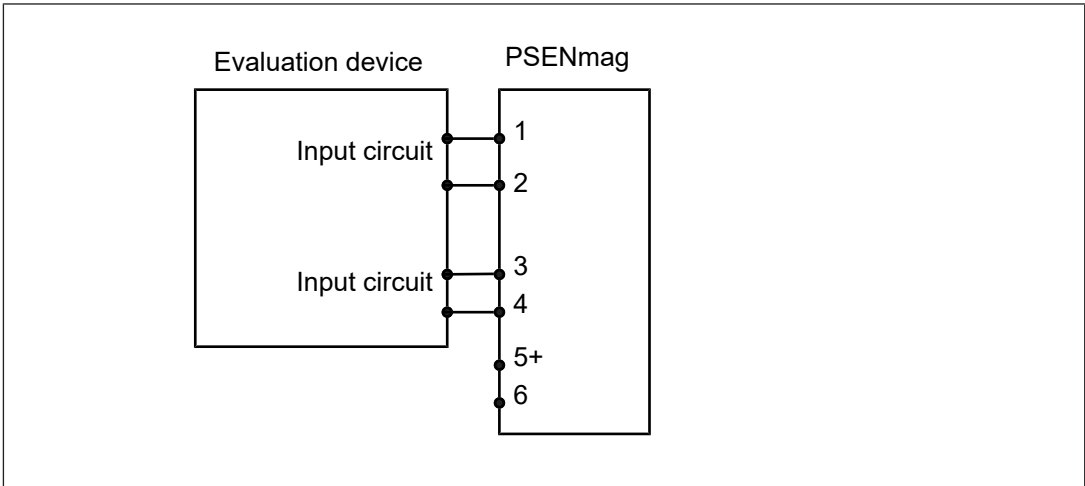 Evaluation device
PSENmag
Input circuit
1
2
Input circuit
3
4
5+
6